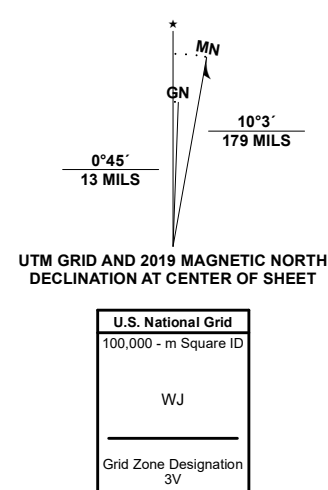 ★
MN
GN
10°3´
179 MILS
0°45´
13 MILS
UTM GRID AND 2019 MAGNETIC NORTH
DECLINATION AT CENTER OF SHEET
U.S. National Grid
100,000 - m Square ID
WJ
Grid Zone Designation
3V